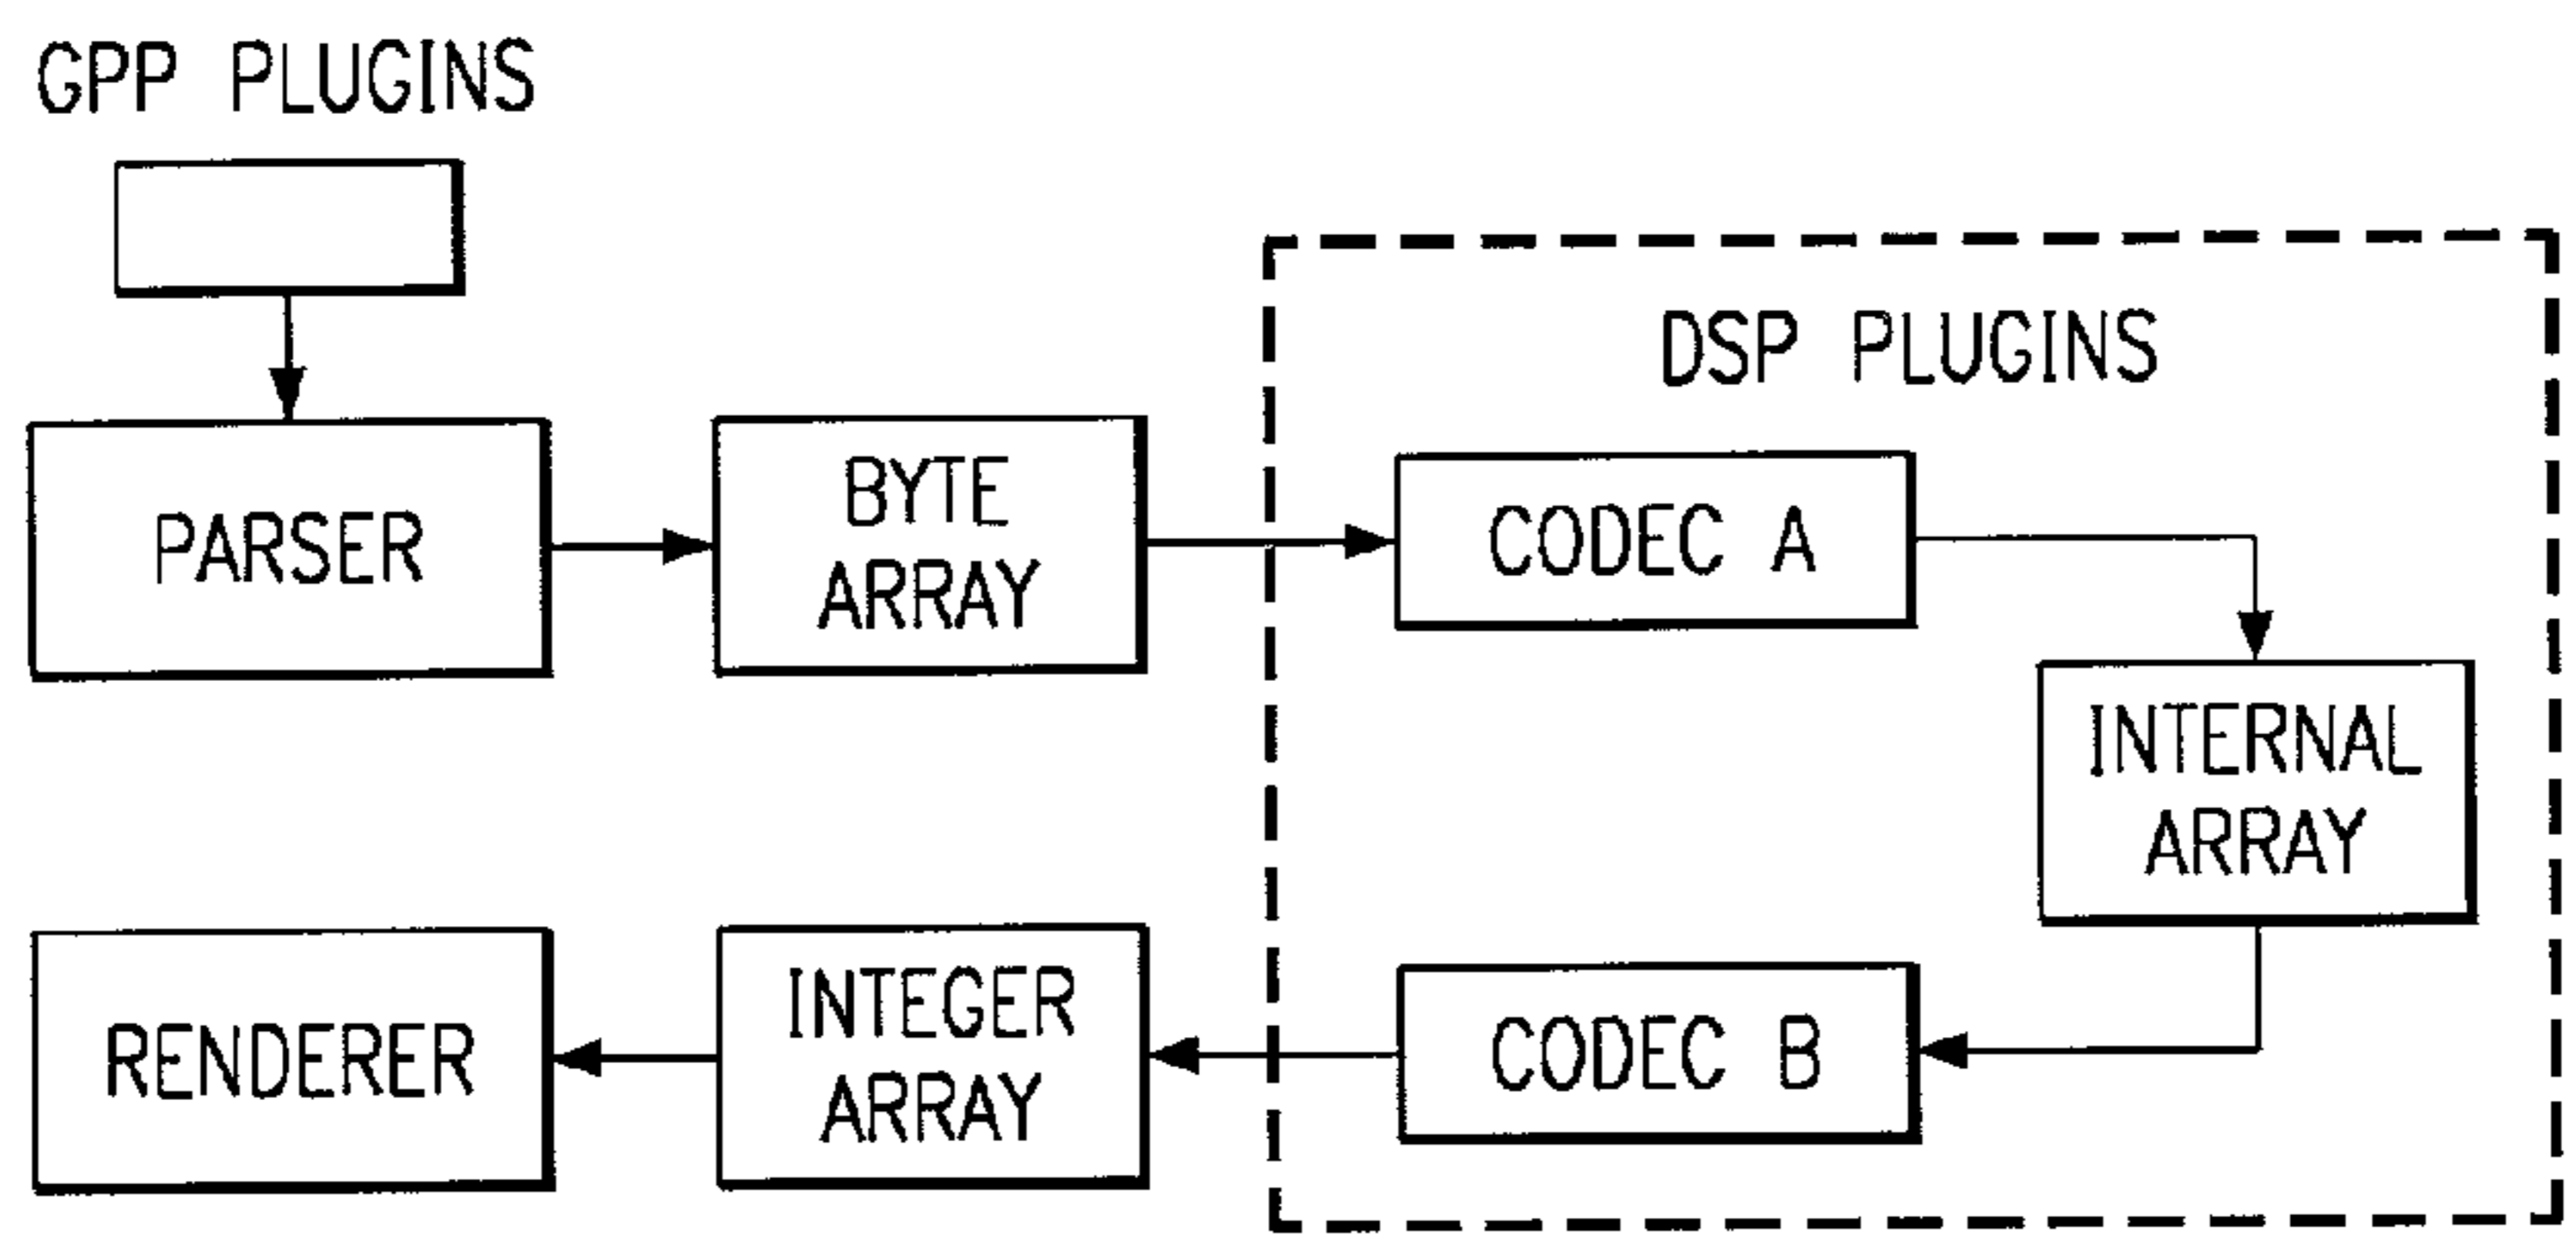 GPP PLUGINS
DSP PLUGINS
PARSER
BYTE
ARRAY
CODEC A
INTERNAL
ARRAY
RENDERER
INTEGER
ARRAY
CODEC B